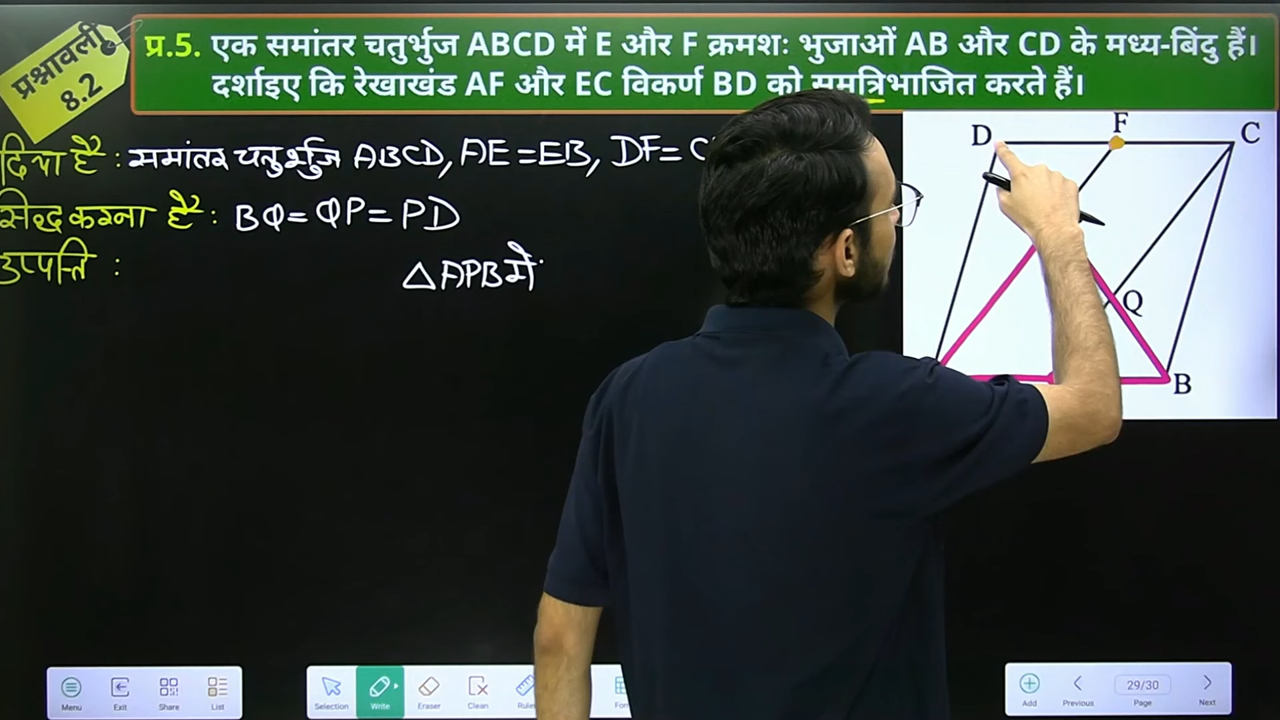 प्रश्नावली
8.2
प्र.5. एक समांतर चतुर्भुज ABCD में E और F क्रमशः भुजाओं AB और CD के मध्य-बिंदु हैं।
दर्शाइए कि रेखाखंड AF और EC विकर्ण BD को समत्रिभाजित करते हैं।
दिया है : समांतर चतुर्भुज ABCD, AE = EB, DF = C
सिद्ध करना है : BQ = QP = PD
उपपत्ति :
△APB में
D
F
C
Q
B
Menu
Exit
Share
List
Selection
Write
Eraser
Clean
Add
Previous
29/30
Page
Next